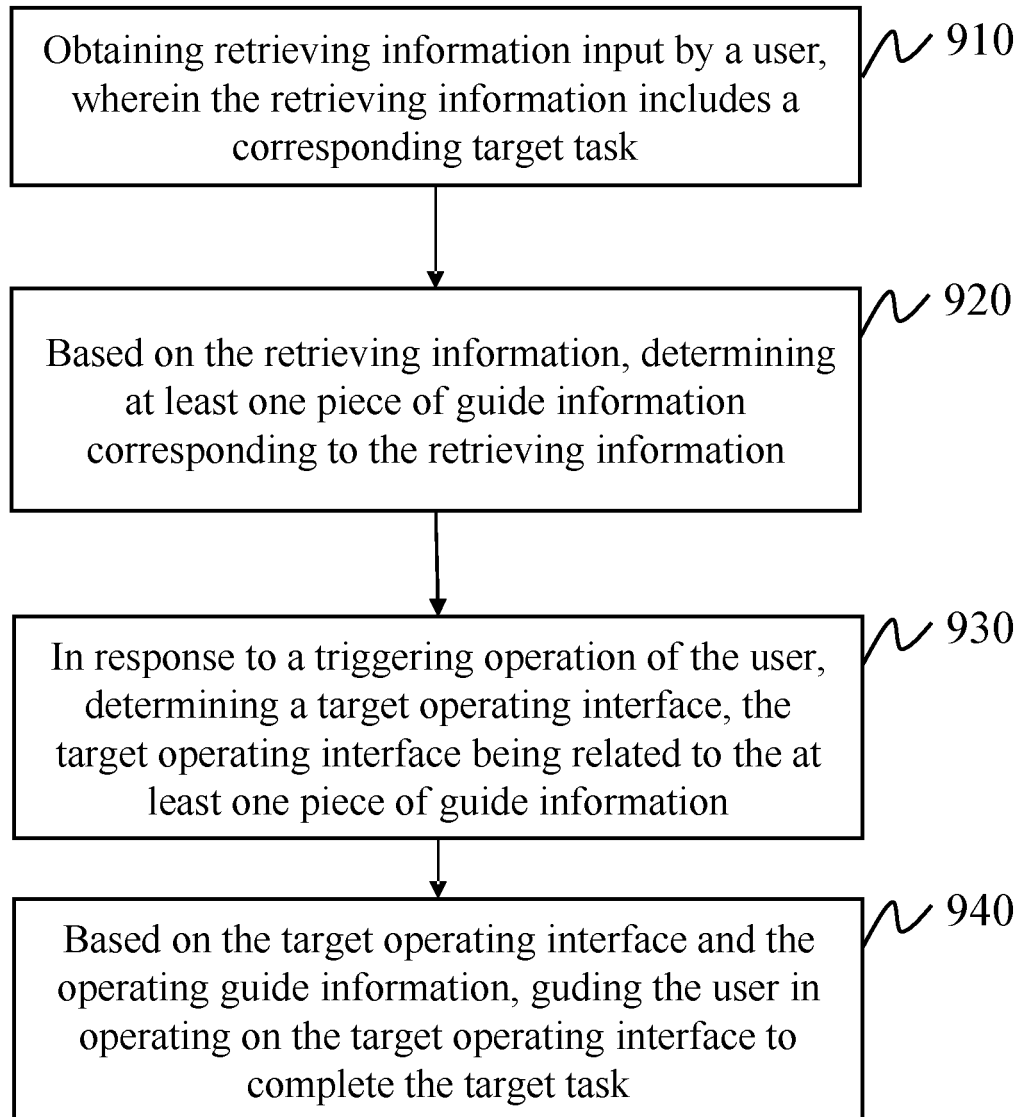 Obtaining retrieving information input by a user,
wherein the retrieving information includes a
corresponding target task
910
Based on the retrieving information, determining
at least one piece of guide information
corresponding to the retrieving information
920
In response to a triggering operation of the user,
determining a target operating interface, the
target operating interface being related to the at
least one piece of guide information
930
Based on the target operating interface and the
operating guide information, guding the user in
operating on the target operating interface to
complete the target task
940